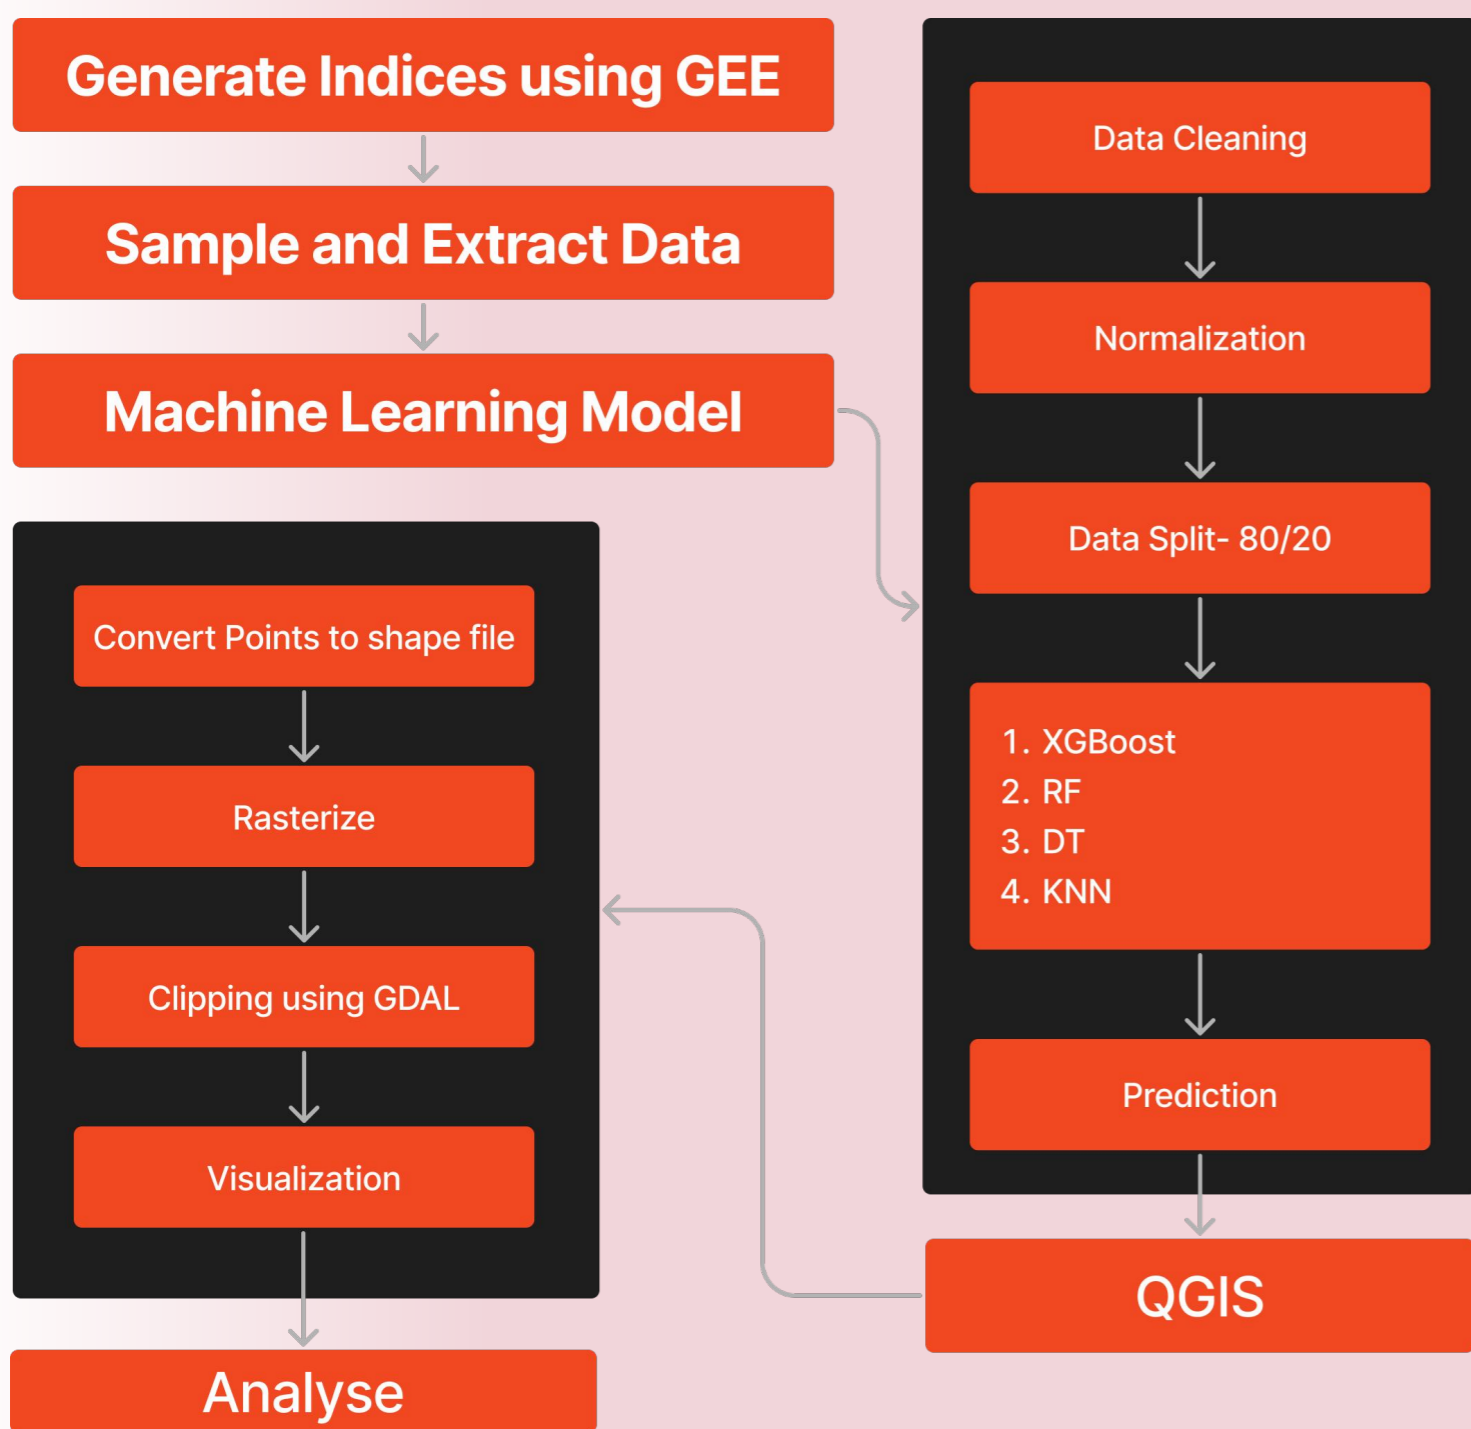 Generate Indices using GEE
Sample and Extract Data
Machine Learning Model
Data Cleaning
Normalization
Data Split- 80/20
1. XGBoost
2. RF
3. DT
4. KNN
Prediction
QGIS
Convert Points to shape file
Rasterize
Clipping using GDAL
Visualization
Analyse